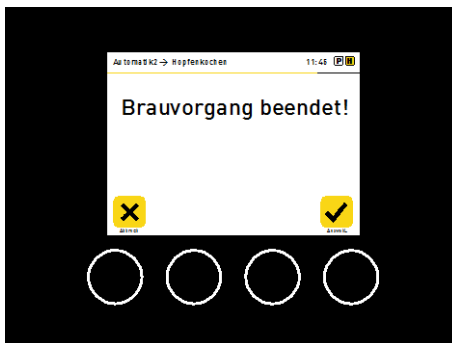 Automatik2 → Hopfenkochen 11:45 P H
Brauvorgang beendet!